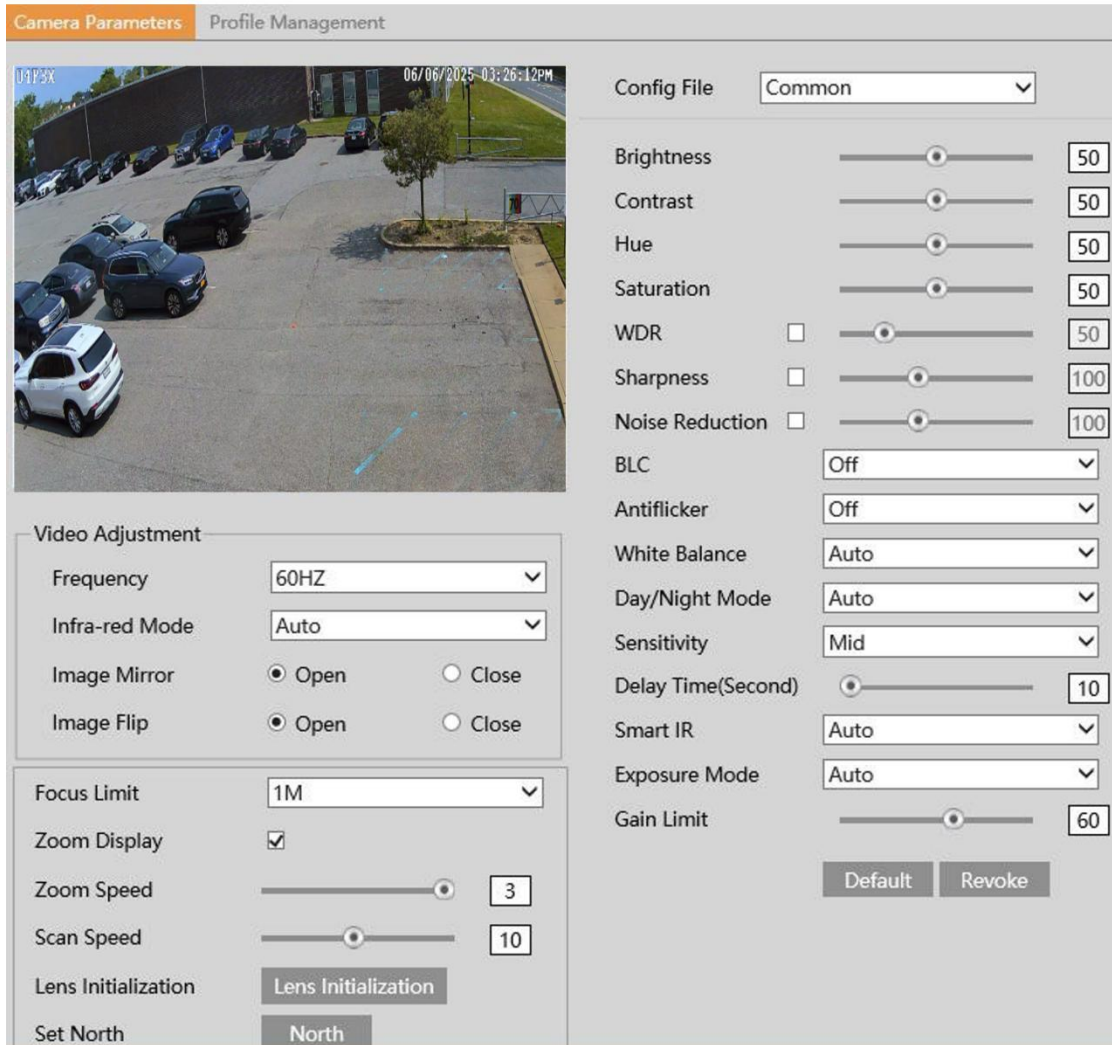 Camera Parameters Profile Management
U4P3X 06/06/2025 03:26:12PM
Config File Common
Brightness 50
Contrast 50
Hue 50
Saturation 50
WDR 50
Sharpness 100
Noise Reduction 100
BLC Off
Antiflicker Off
White Balance Auto
Day/Night Mode Auto
Sensitivity Mid
Delay Time(Second) 10
Smart IR Auto
Exposure Mode Auto
Gain Limit 60
Default Revoke
Video Adjustment
Frequency 60HZ
Infra-red Mode Auto
Image Mirror Open Close
Image Flip Open Close
Focus Limit 1M
Zoom Display
Zoom Speed 3
Scan Speed 10
Lens Initialization Lens Initialization
Set North North